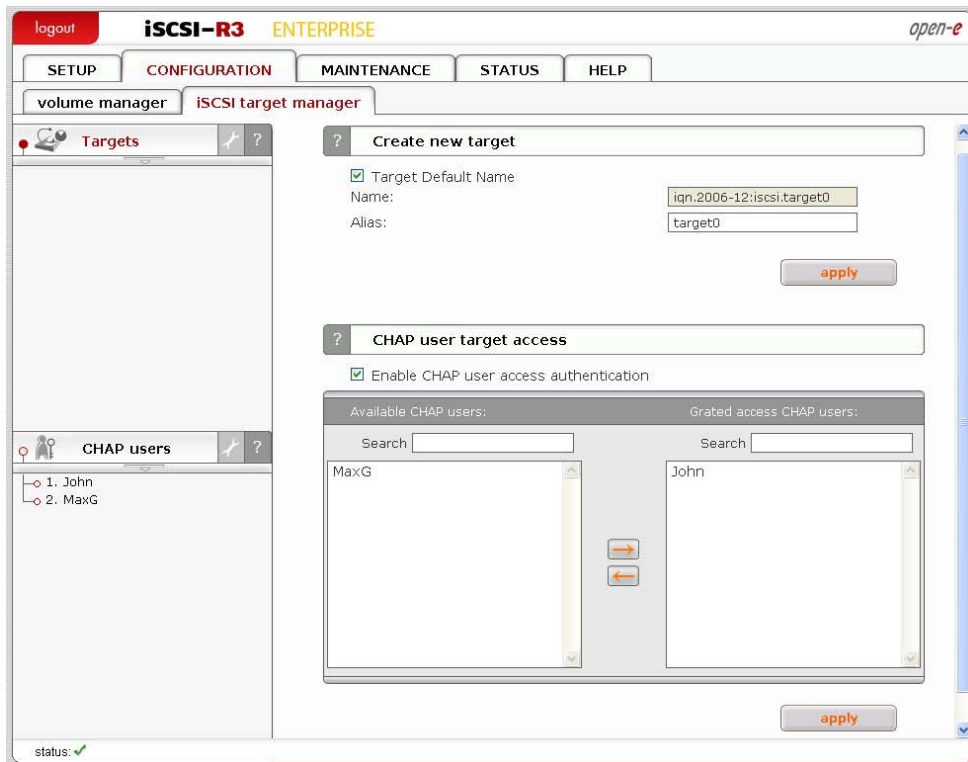 logout iSCSI-R3 ENTERPRISE open-e
SETUP CONFIGURATION MAINTENANCE STATUS HELP
volume manager iSCSI target manager
Targets ?
? Create new target
Target Default Name
Name: iqn.2006-12:iscsi.target0
Alias: target0
apply
? CHAP user target access
Enable CHAP user access authentication
Available CHAP users: Grated access CHAP users:
Search Search
MaxG John
CHAP users ?
1. John
2. MaxG
apply
status: